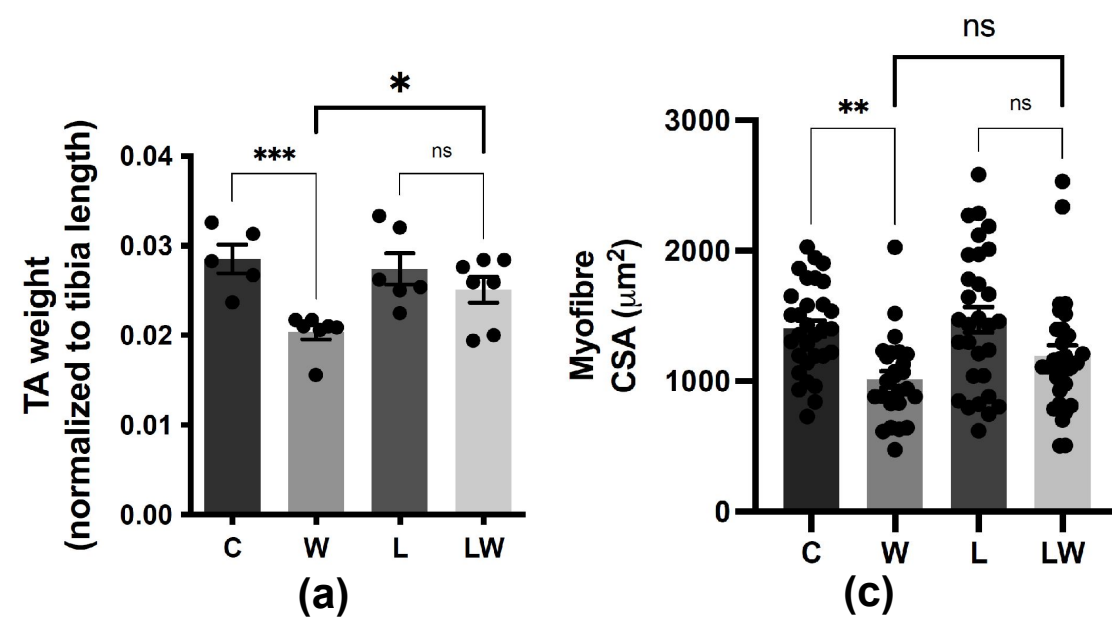 TA weight
(normalized to tibia length)
*
***
ns
0.04
0.03
0.02
0.01
0.00
C W L LW
(a)
Myofibre
CSA (µm²)
ns
**
ns
3000
2000
1000
0
C W L LW
(c)